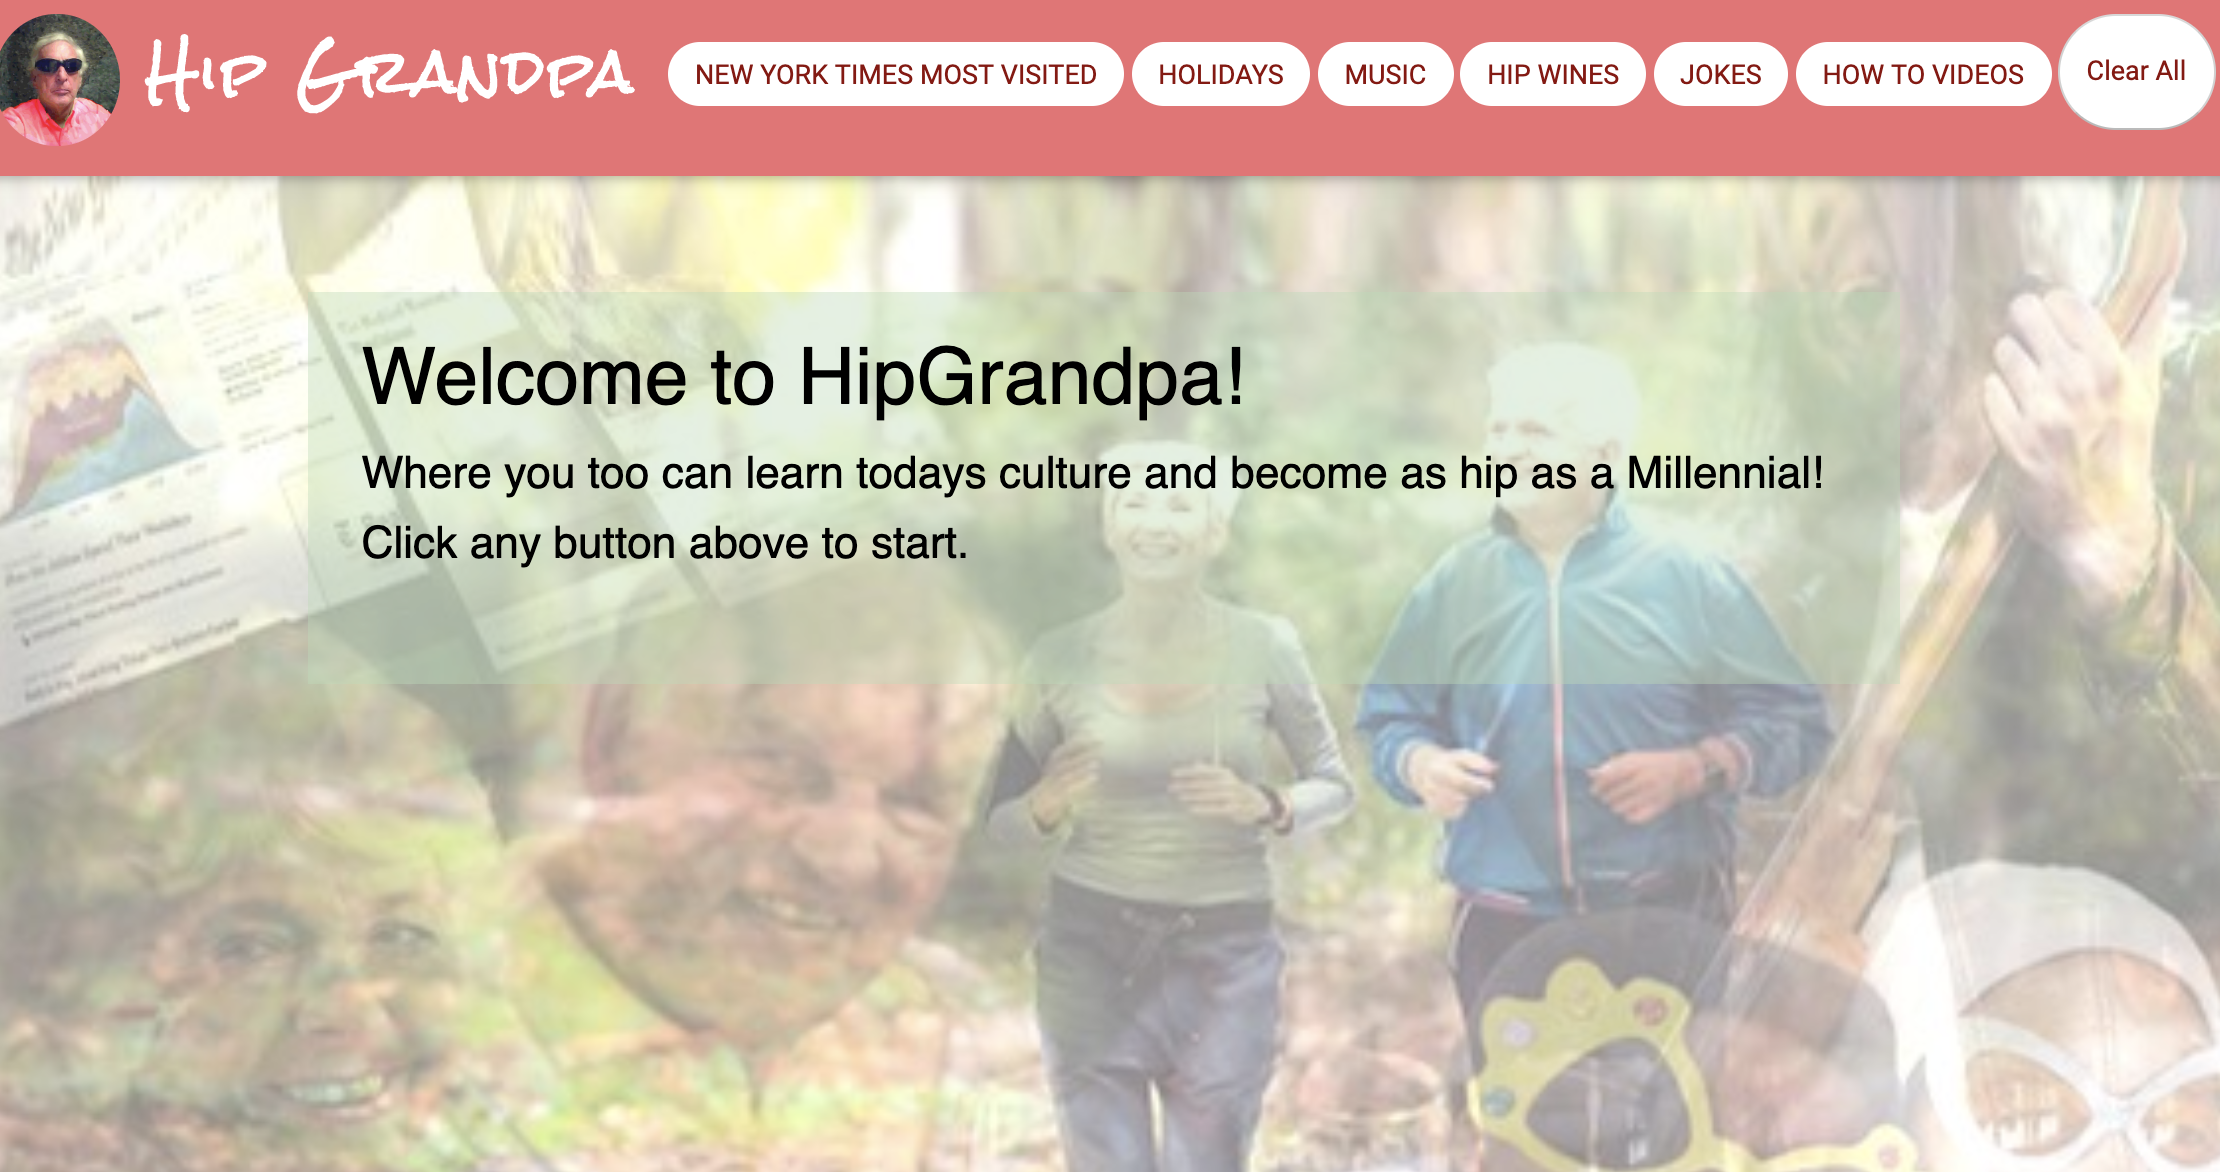 Hip Grandpa
NEW YORK TIMES MOST VISITED
HOLIDAYS
MUSIC
HIP WINES
JOKES
HOW TO VIDEOS
Clear All
Welcome to HipGrandpa!
Where you too can learn todays culture and become as hip as a Millennial!
Click any button above to start.